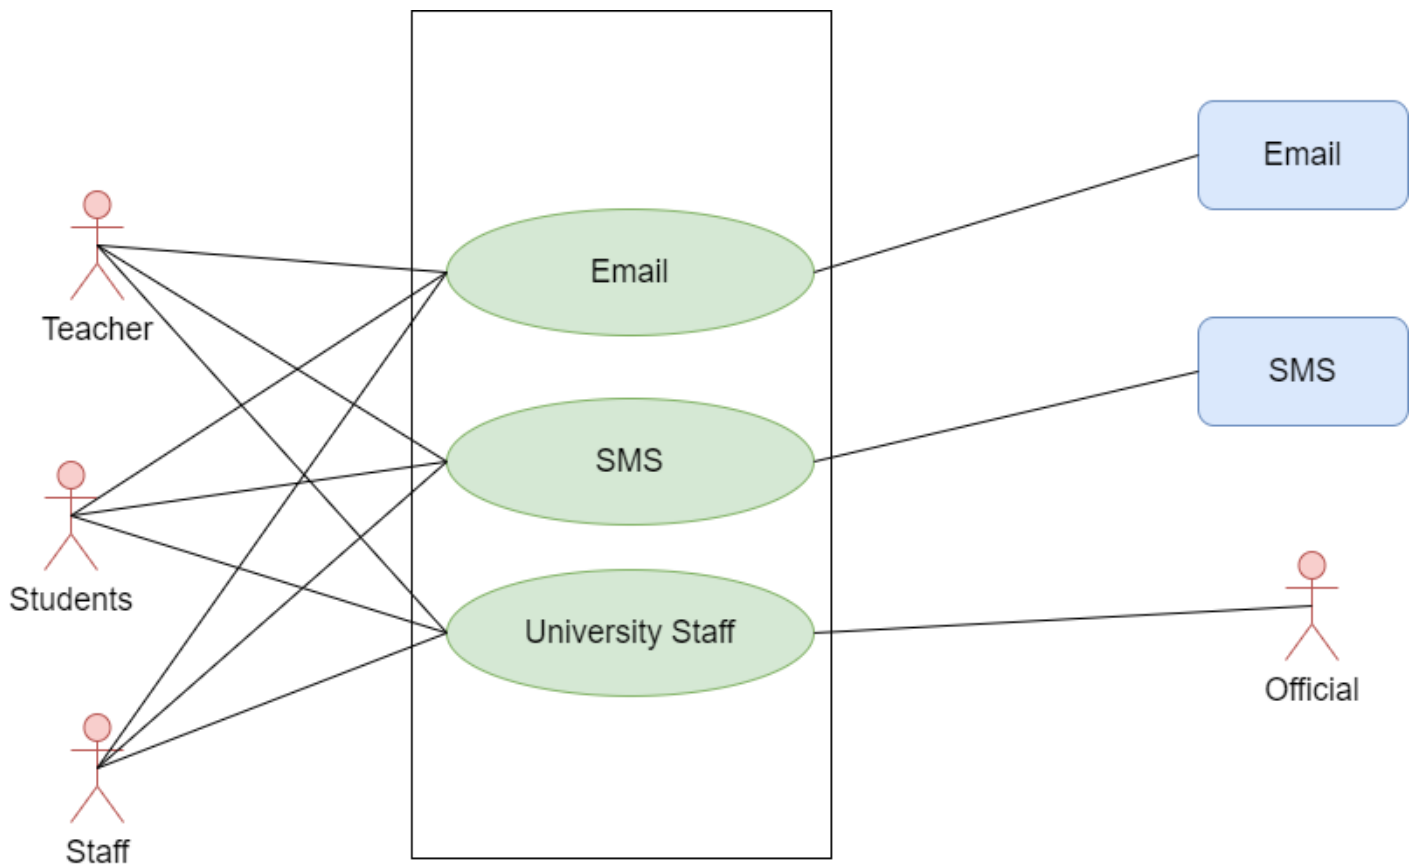 Email
Teacher
Email
SMS
SMS
Students
University Staff
Official
Staff